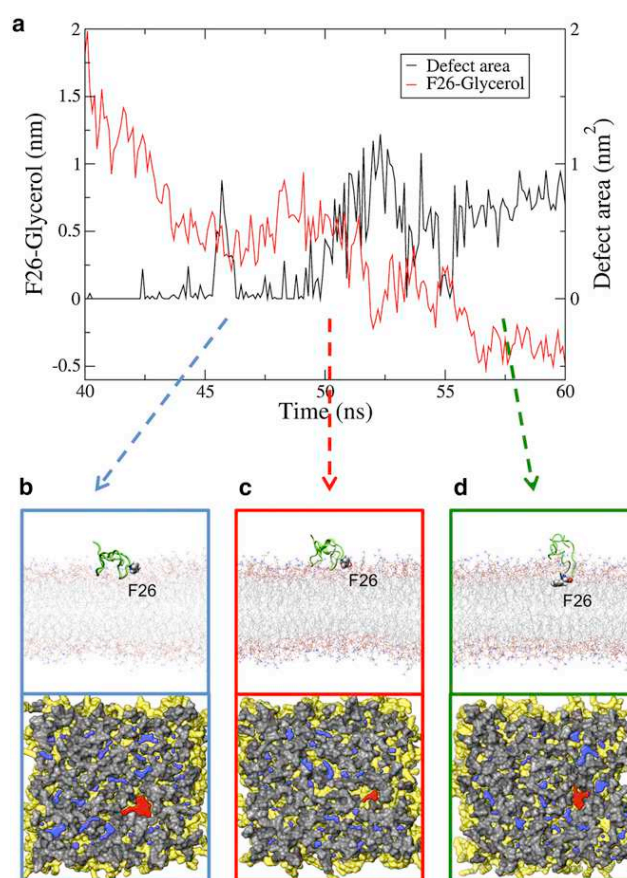 a
2
1.5
1
0.5
0
-0.5
F26-Glycerol (nm)
Defect area
F26-Glycerol
2
1
0
Defect area (nm²)
40 45 50 55 60
Time (ns)
b c d
F26 F26 F26